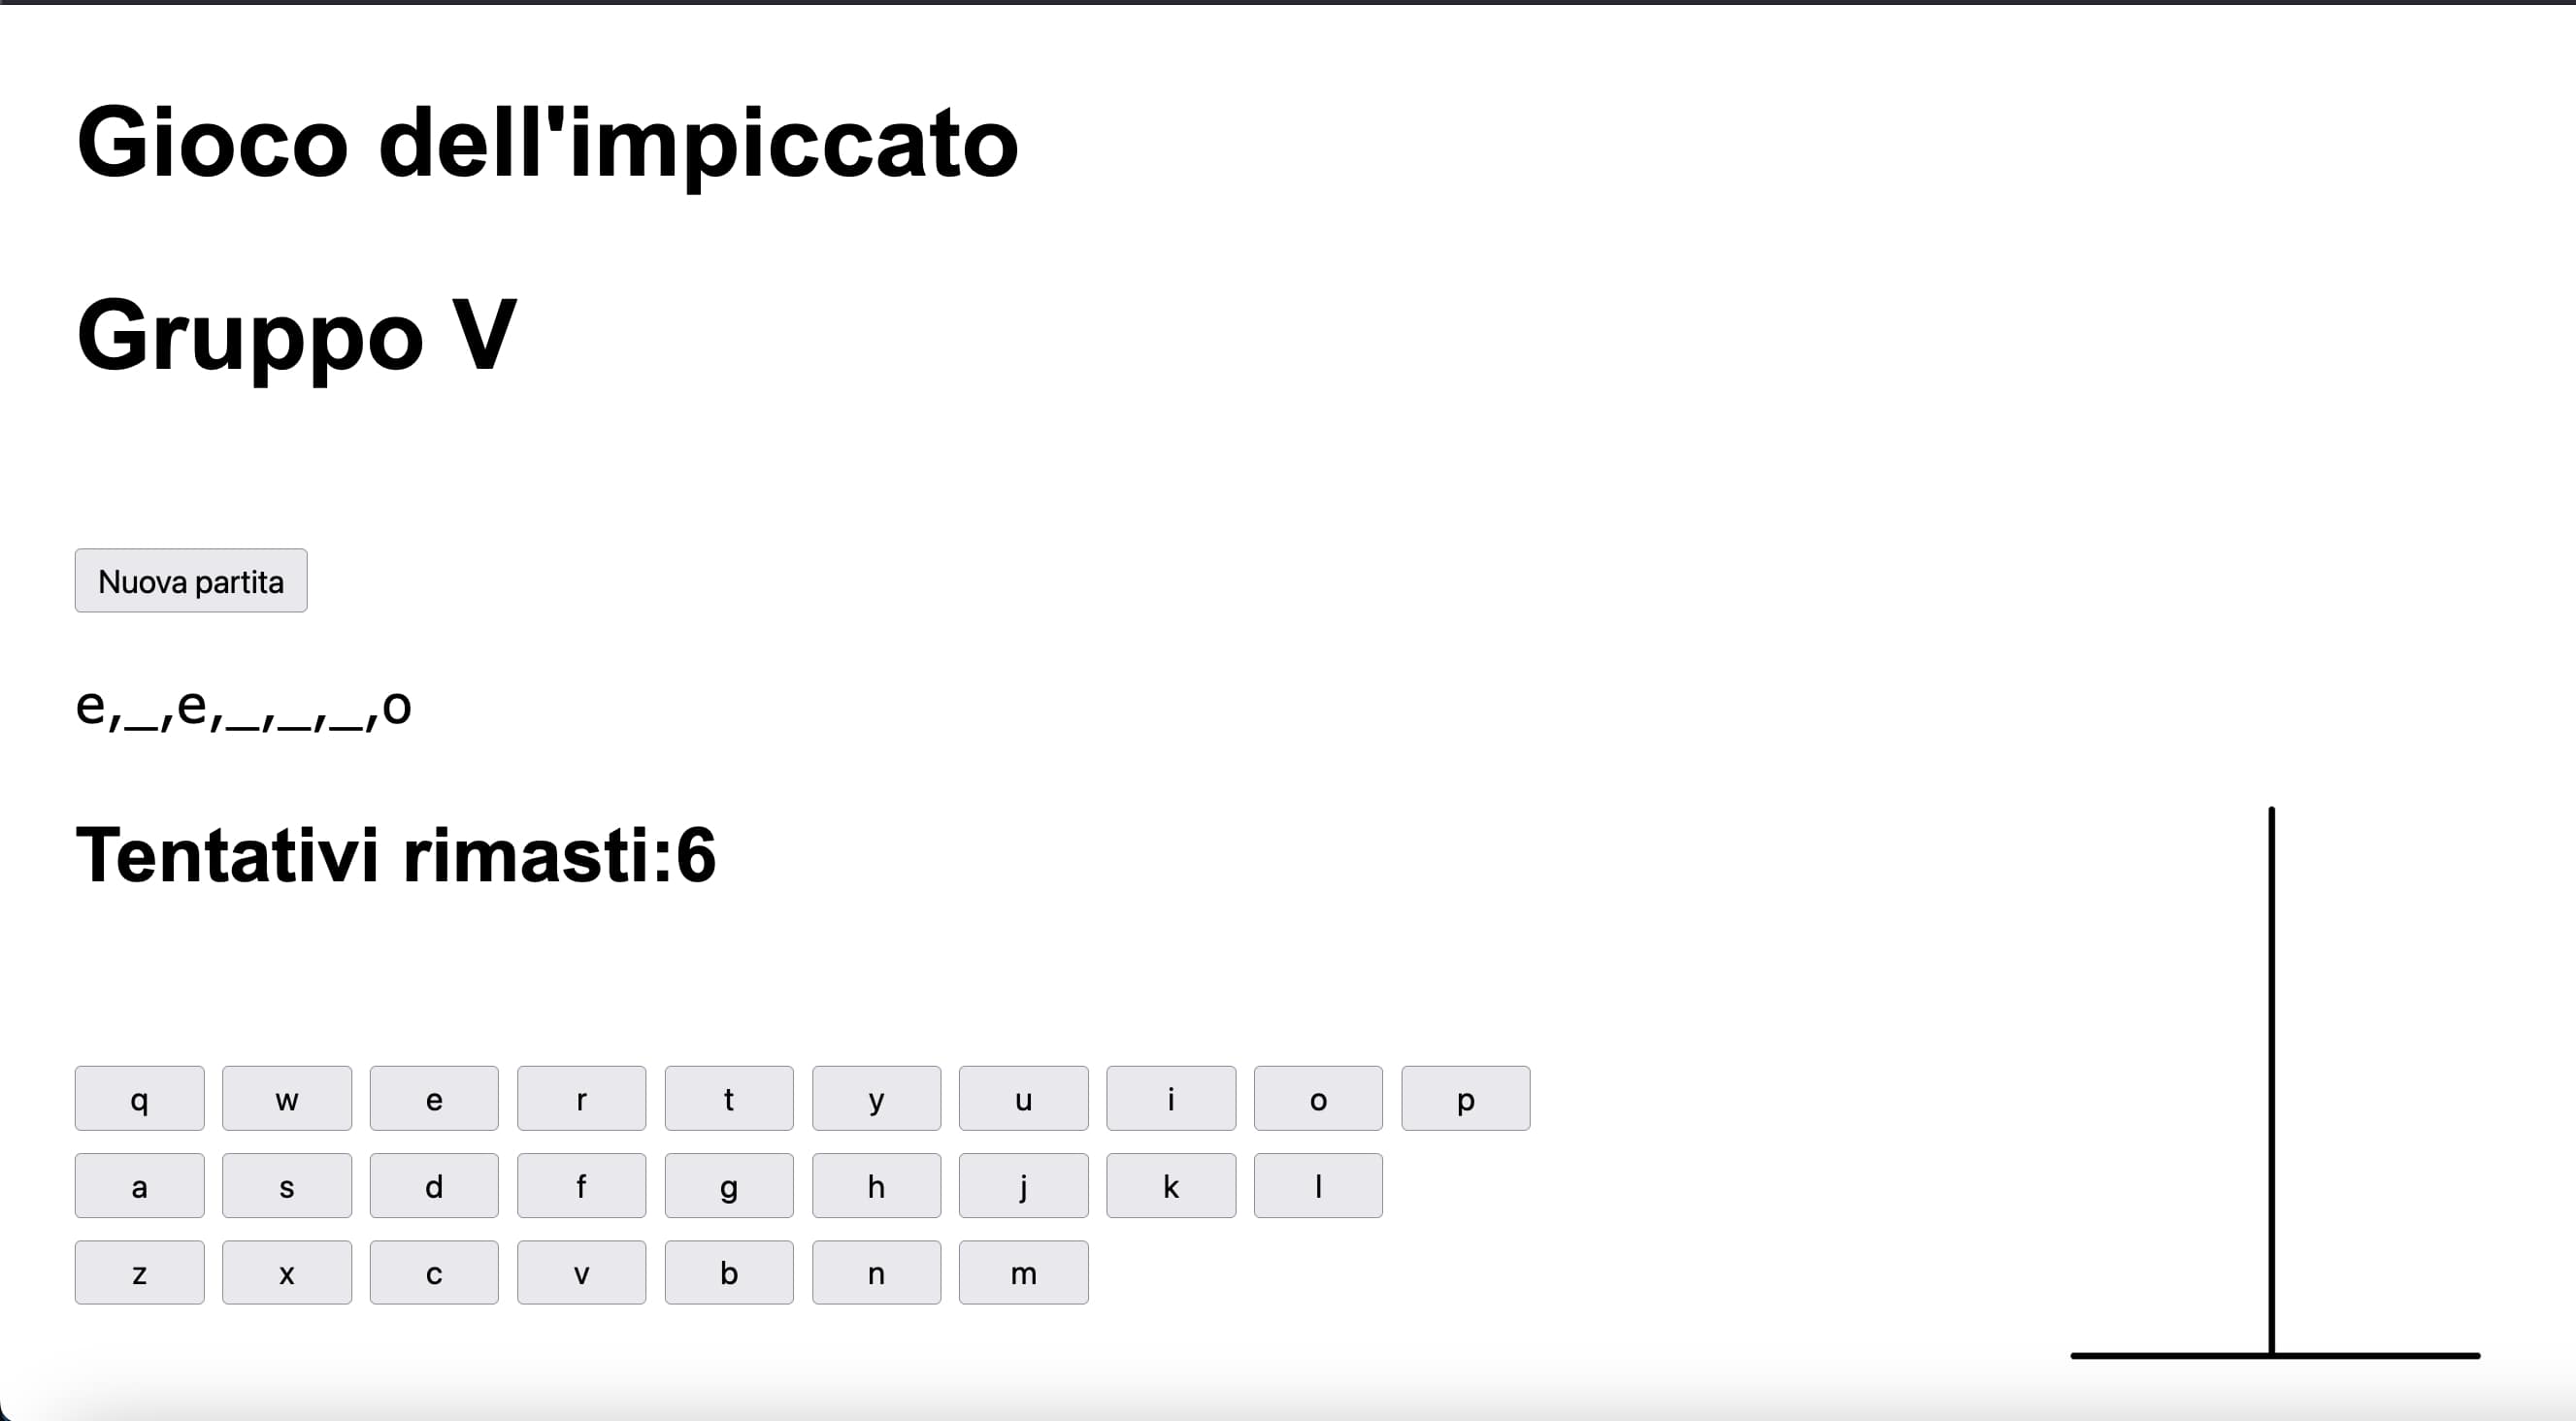 Gioco dell'impiccato
Gruppo V
Nuova partita
e,_,e,_,_,_,o
Tentativi rimasti:6
q w e r t y u i o p
a s d f g h j k l
z x c v b n m